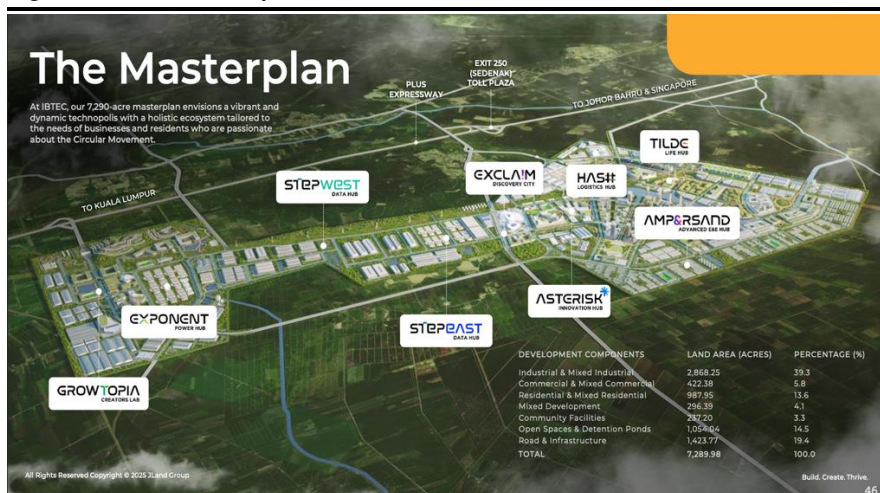 The Masterplan
At IBTEC, our 7,290-acre masterplan envisions a vibrant and
dynamic technopolis with a holistic ecosystem tailored to
the needs of businesses and residents who are passionate
about the Circular Movement.
PLUS
EXPRESSWAY
EXIT 250
(SEDENAK)
TOLL PLAZA
TO JOHOR BAHRU & SINGAPORE
TO KUALA LUMPUR
TILDE
LIFE HUB
EXCLA!M
DISCOVERY CITY
HAS#
LOGISTICS HUB
STEPWEST
DATA HUB
AMP&RSAND
ADVANCED E&E HUB
ASTERISK*
INNOVATION HUB
EXPONENT
POWER HUB
STEPEAST
DATA HUB
GROWTOPIA
CREATORS LAB
DEVELOPMENT COMPONENTS LAND AREA (ACRES) PERCENTAGE (%)
Industrial & Mixed Industrial 2,868.25 39.3
Commercial & Mixed Commercial 422.38 5.8
Residential & Mixed Residential 987.95 13.6
Mixed Development 296.39 4.1
Community Facilities 237.20 3.3
Open Spaces & Detention Ponds 1,054.04 14.5
Road & Infrastructure 1,423.77 19.4
TOTAL 7,289.98 100.0
All Rights Reserved Copyright © 2025 JLand Group
Build. Create. Thrive.
46